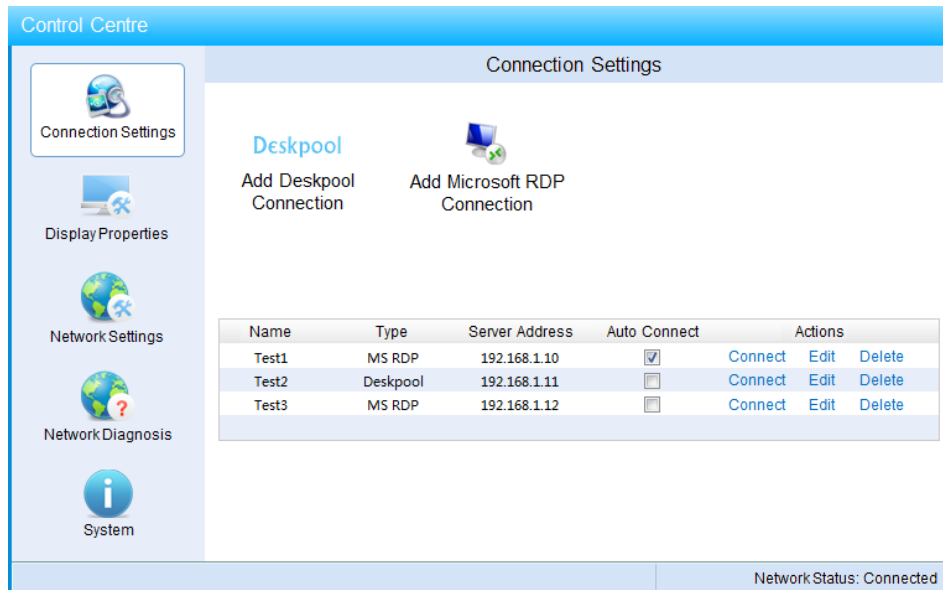 Control Centre
Connection Settings
Connection Settings
Display Properties
Network Settings
Network Diagnosis
System
Deskpool
Add Deskpool
Connection
Add Microsoft RDP
Connection
Name Type Server Address Auto Connect Actions
Test1 MS RDP 192.168.1.10 Connect Edit Delete
Test2 Deskpool 192.168.1.11 Connect Edit Delete
Test3 MS RDP 192.168.1.12 Connect Edit Delete
Network Status: Connected